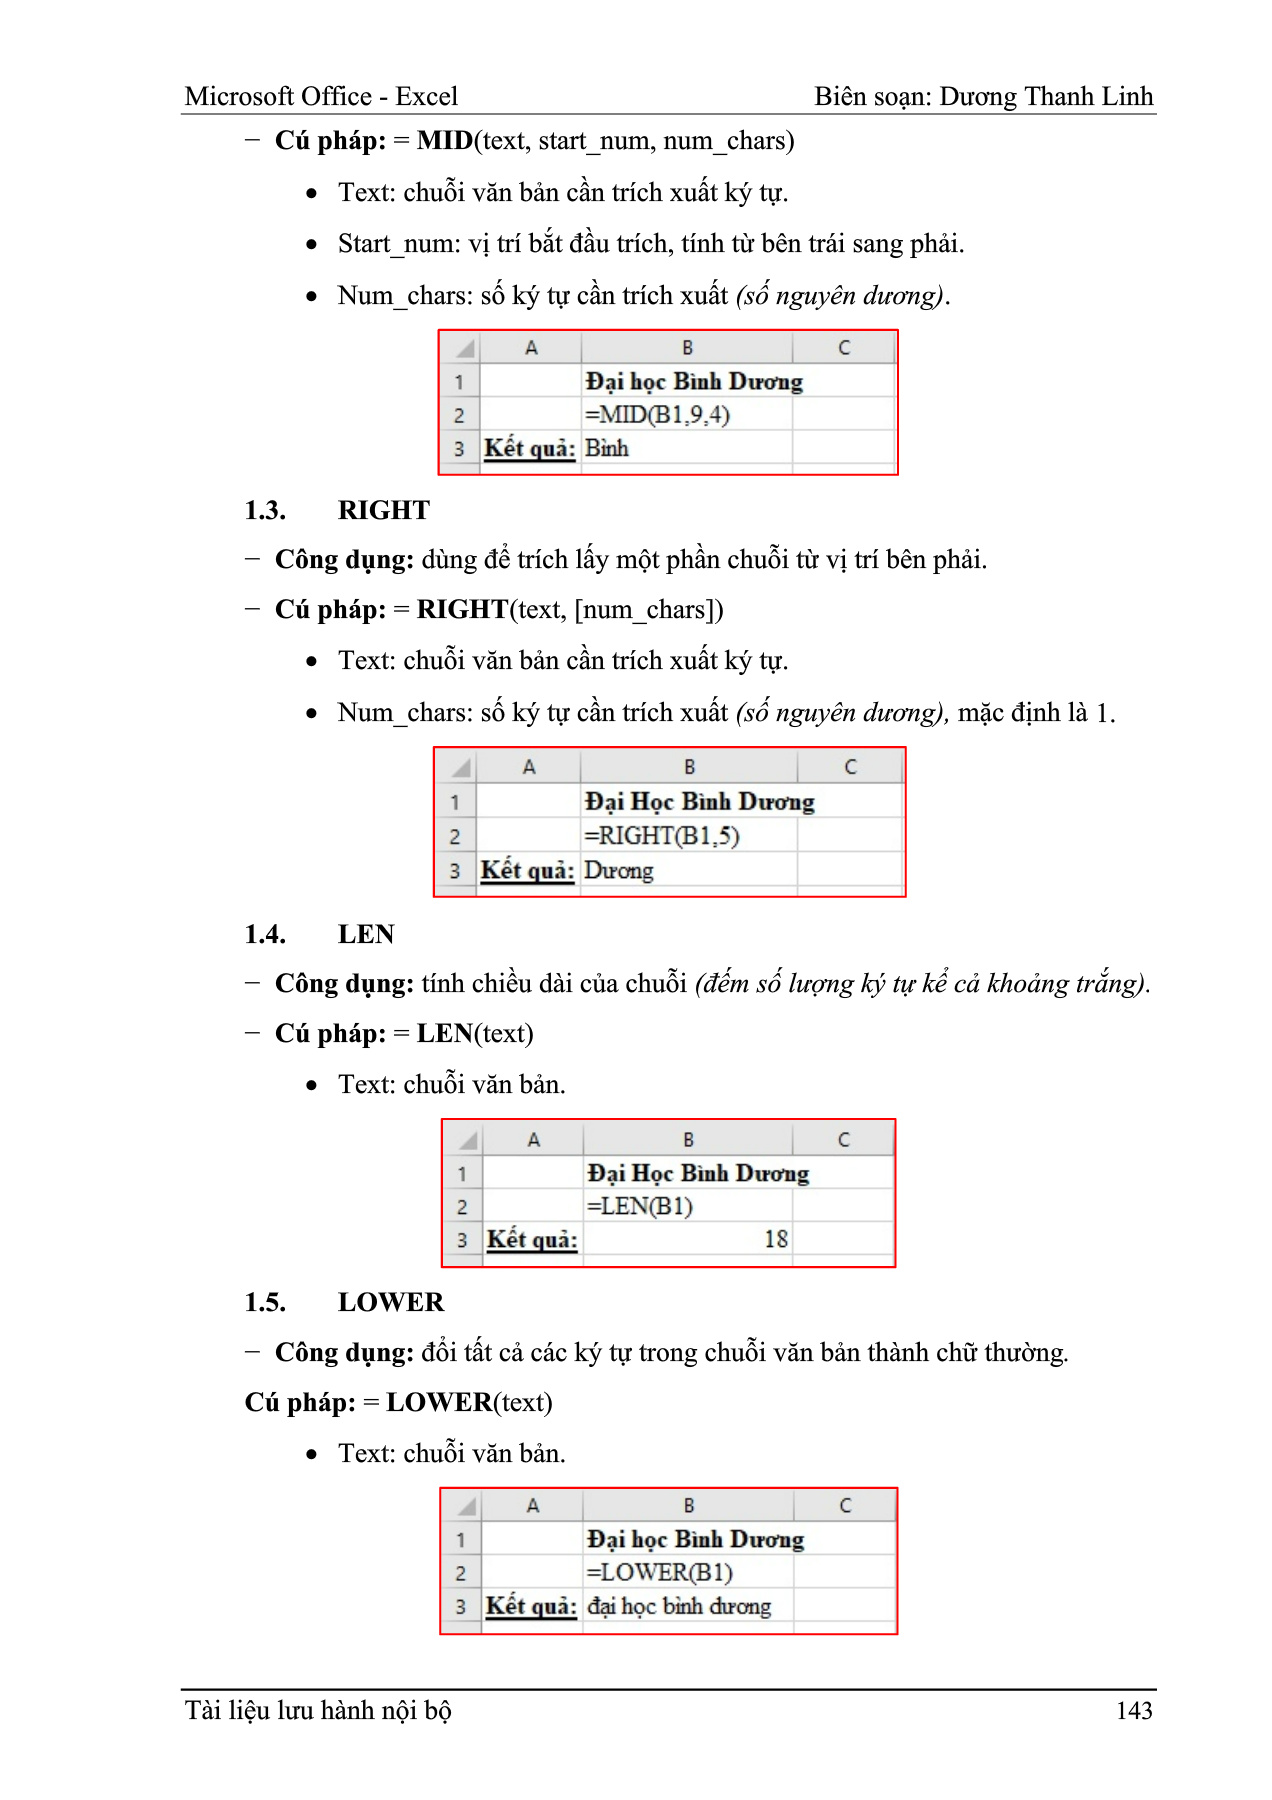 Microsoft Office - Excel Biên soạn: Dương Thanh Linh
− Cú pháp: = MID(text, start_num, num_chars)
• Text: chuỗi văn bản cần trích xuất ký tự.
• Start_num: vị trí bắt đầu trích, tính từ bên trái sang phải.
• Num_chars: số ký tự cần trích xuất (số nguyên dương).
A B C
1 Đại học Bình Dương
2 =MID(B1,9,4)
3 Kết quả: Bình
1.3. RIGHT
− Công dụng: dùng để trích lấy một phần chuỗi từ vị trí bên phải.
− Cú pháp: = RIGHT(text, [num_chars])
• Text: chuỗi văn bản cần trích xuất ký tự.
• Num_chars: số ký tự cần trích xuất (số nguyên dương), mặc định là 1.
A B C
1 Đại Học Bình Dương
2 =RIGHT(B1,5)
3 Kết quả: Dương
1.4. LEN
− Công dụng: tính chiều dài của chuỗi (đếm số lượng ký tự kể cả khoảng trắng).
− Cú pháp: = LEN(text)
• Text: chuỗi văn bản.
A B C
1 Đại Học Bình Dương
2 =LEN(B1)
3 Kết quả: 18
1.5. LOWER
− Công dụng: đổi tất cả các ký tự trong chuỗi văn bản thành chữ thường.
Cú pháp: = LOWER(text)
• Text: chuỗi văn bản.
A B C
1 Đại học Bình Dương
2 =LOWER(B1)
3 Kết quả: đại học bình dương
Tài liệu lưu hành nội bộ 143